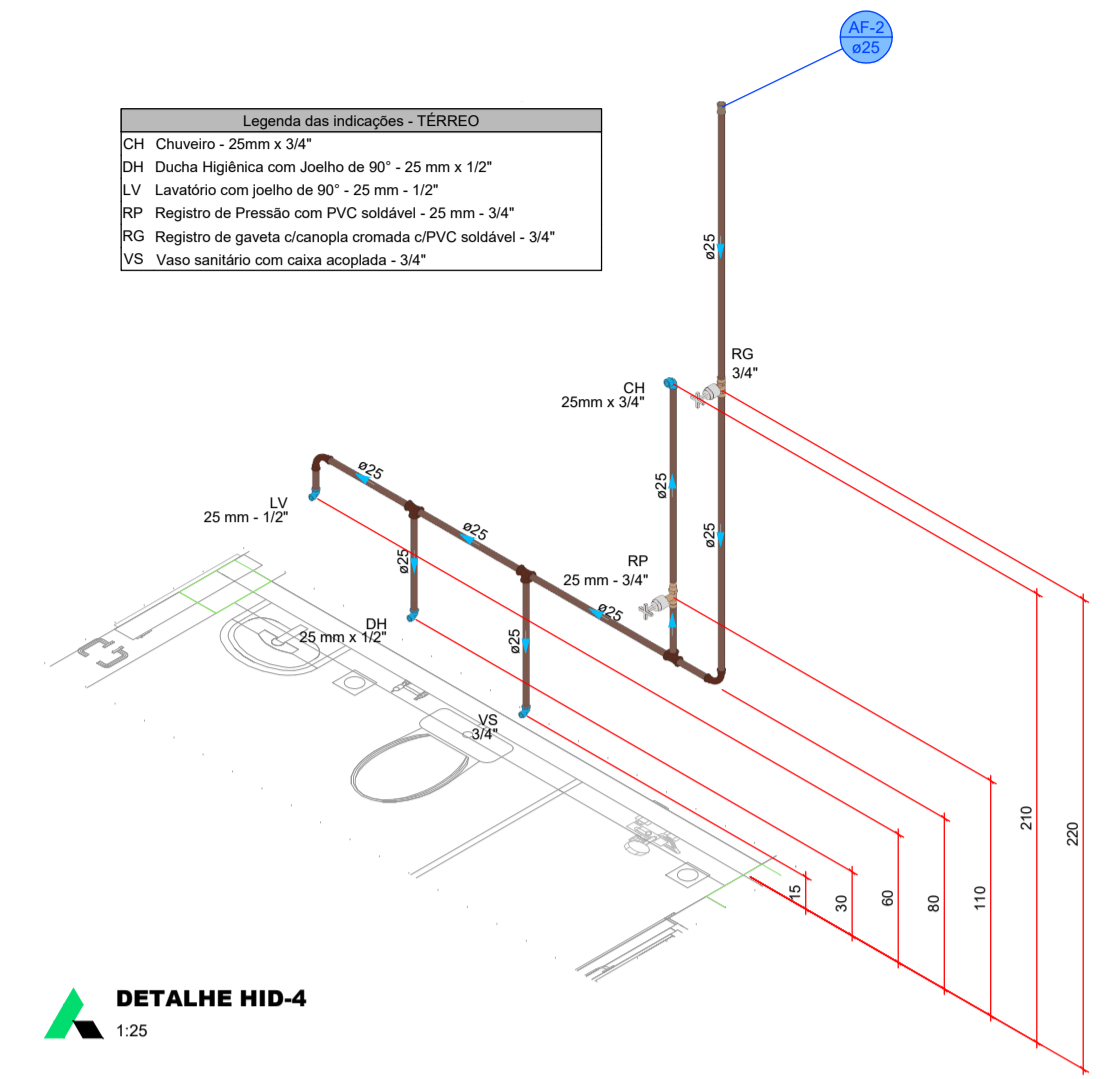 AF-2
ø25
Legenda das indicações - TÉRREO
CH Chuveiro - 25mm x 3/4"
DH Ducha Higiênica com Joelho de 90° - 25 mm x 1/2"
LV Lavatório com joelho de 90° - 25 mm - 1/2"
RP Registro de Pressão com PVC soldável - 25 mm - 3/4"
RG Registro de gaveta c/canopla cromada c/PVC soldável - 3/4"
VS Vaso sanitário com caixa acoplada - 3/4"
ø25
RG
3/4"
CH
25mm x 3/4"
ø25
ø25
LV
25 mm - 1/2"
ø25
ø25
ø25
RP
25 mm - 3/4"
ø25
DH
25 mm x 1/2"
ø25
VS
3/4"
15
30
60
80
110
210
220
DETALHE HID-4
1:25